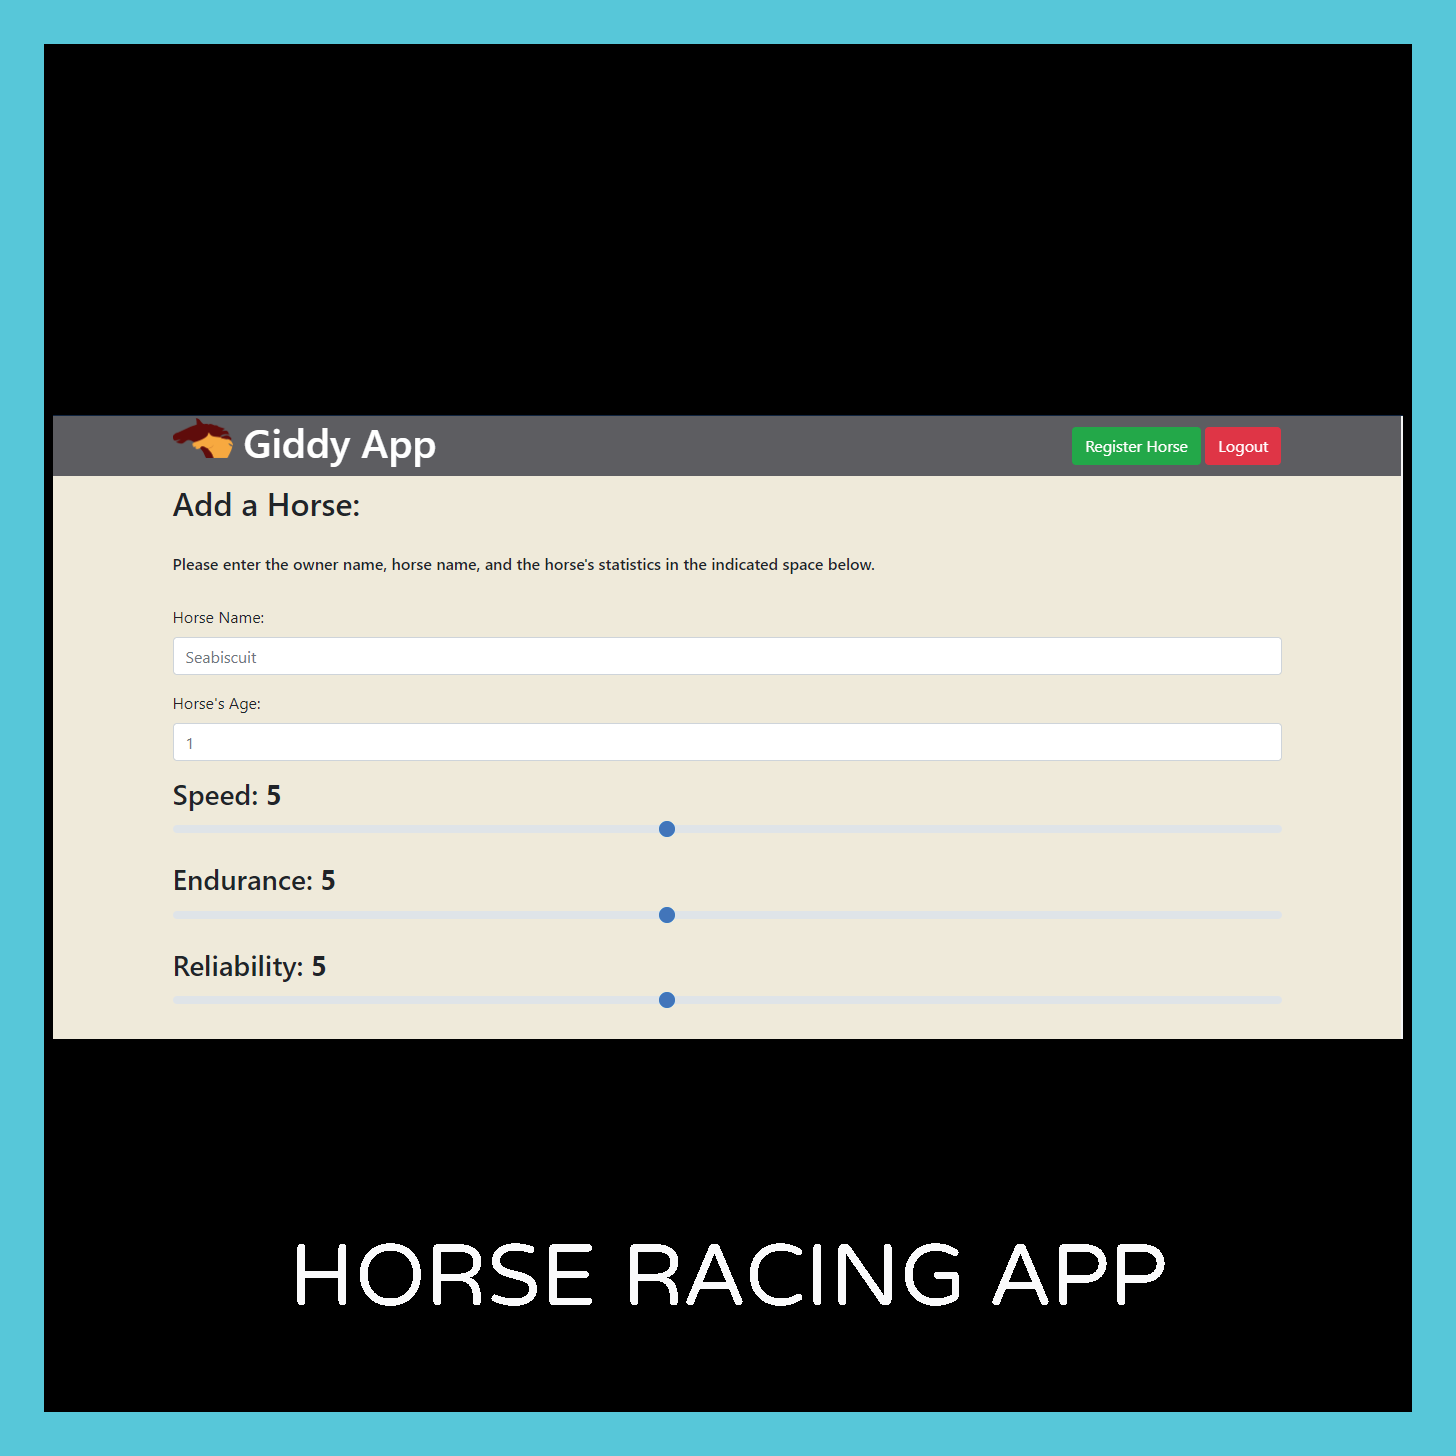 Giddy App
Register Horse
Logout
Add a Horse:
Please enter the owner name, horse name, and the horse's statistics in the indicated space below.
Horse Name:
Seabiscuit
Horse's Age:
1
Speed: 5
Endurance: 5
Reliability: 5
HORSE RACING APP